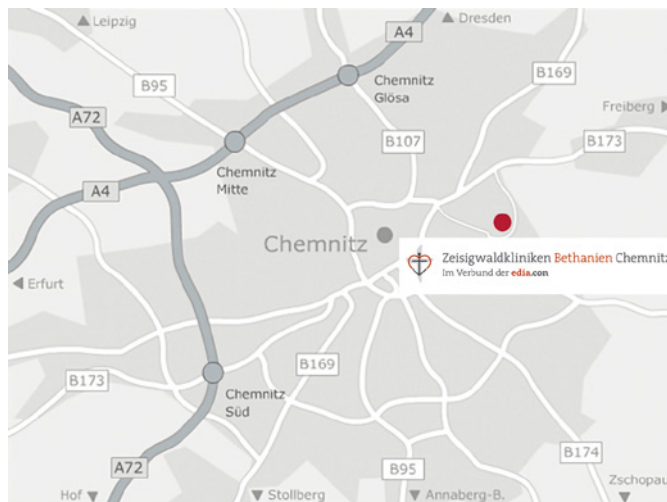 Leipzig
Dresden
A4
B95
Chemnitz
Glösa
B169
Freiberg
A72
B173
B107
Chemnitz
Mitte
A4
Chemnitz
Zeisigwaldkliniken Bethanien Chemnitz
Im Verbund der edia.con
Erfurt
B173
B169
Chemnitz
Süd
B174
A72
B95
Zschopau
Hof
Stollberg
Annaberg-B.